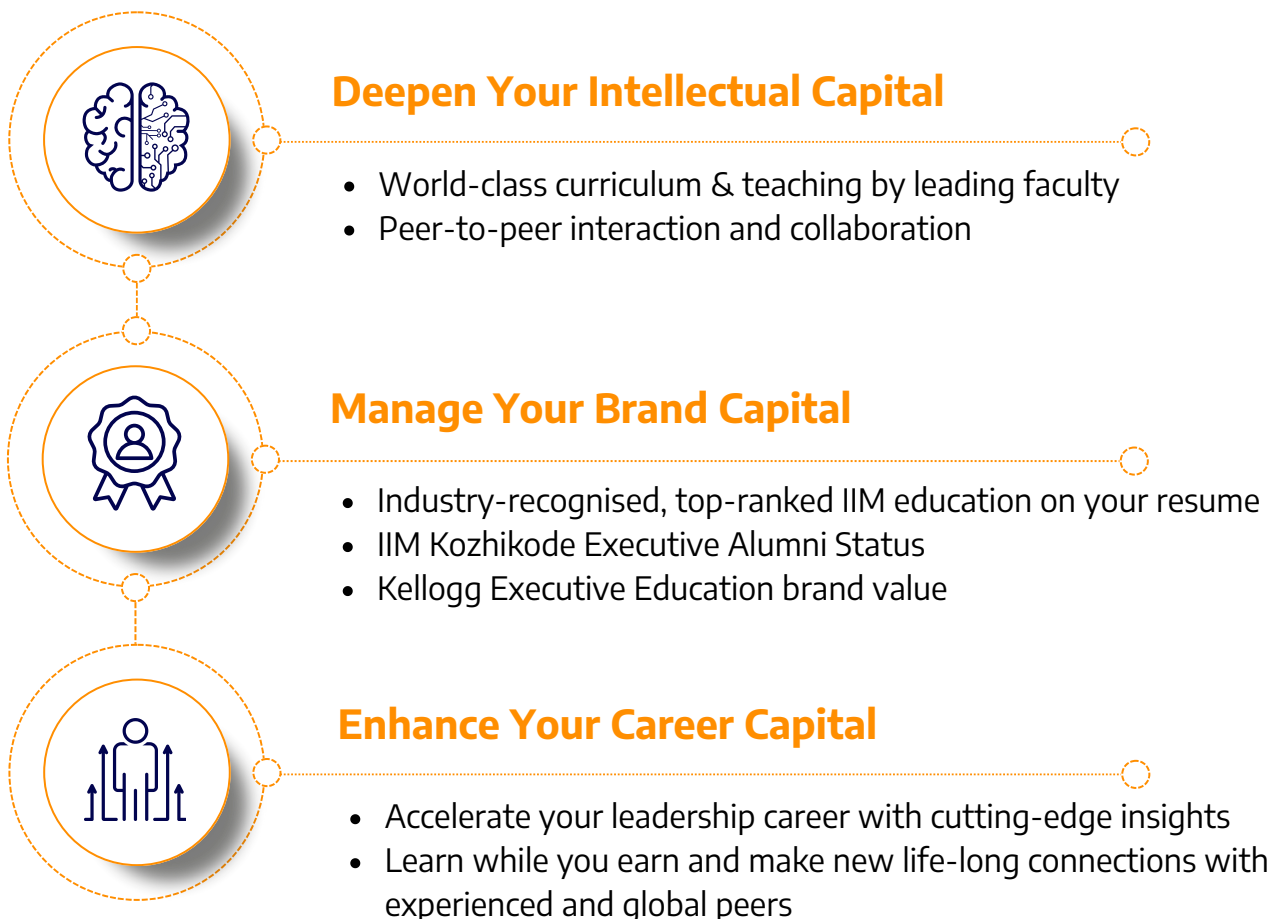 Deepen Your Intellectual Capital
• World-class curriculum & teaching by leading faculty
• Peer-to-peer interaction and collaboration
Manage Your Brand Capital
• Industry-recognised, top-ranked IIM education on your resume
• IIM Kozhikode Executive Alumni Status
• Kellogg Executive Education brand value
Enhance Your Career Capital
• Accelerate your leadership career with cutting-edge insights
• Learn while you earn and make new life-long connections with
experienced and global peers